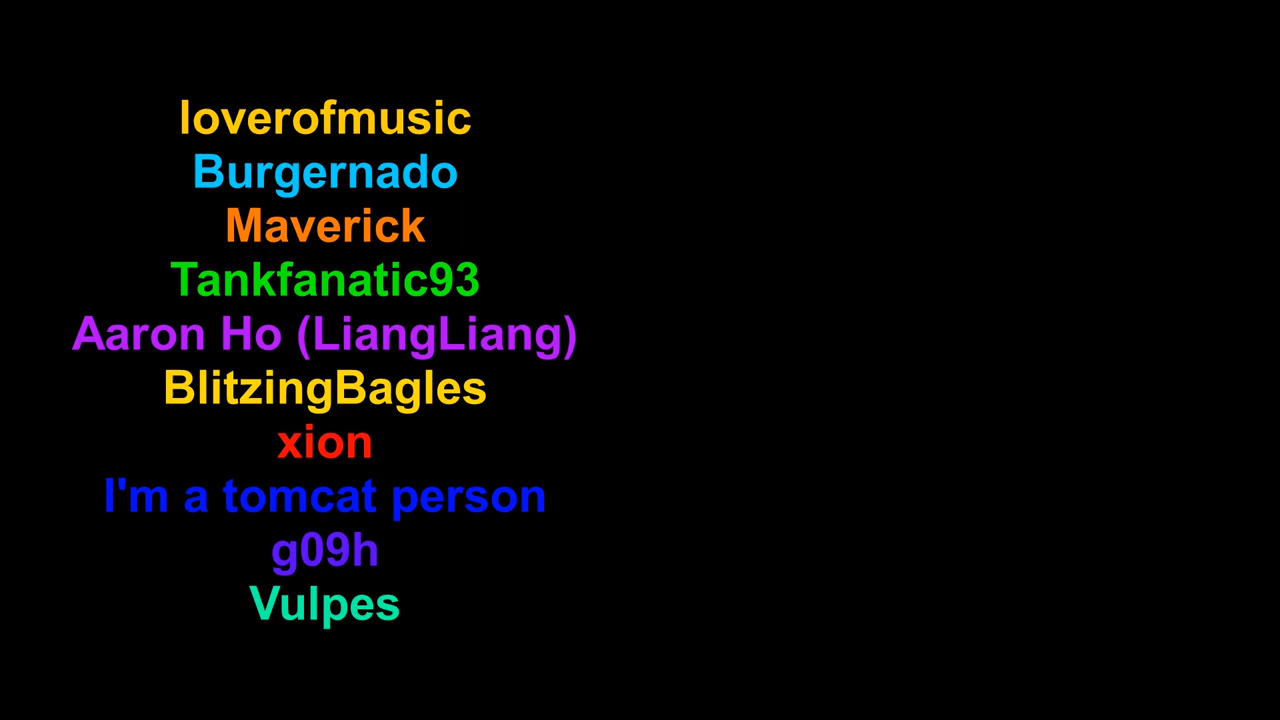 loverofmusic
Burgernado
Maverick
Tankfanatic93
Aaron Ho (LiangLiang)
BlitzingBagles
xion
I'm a tomcat person
g09h
Vulpes